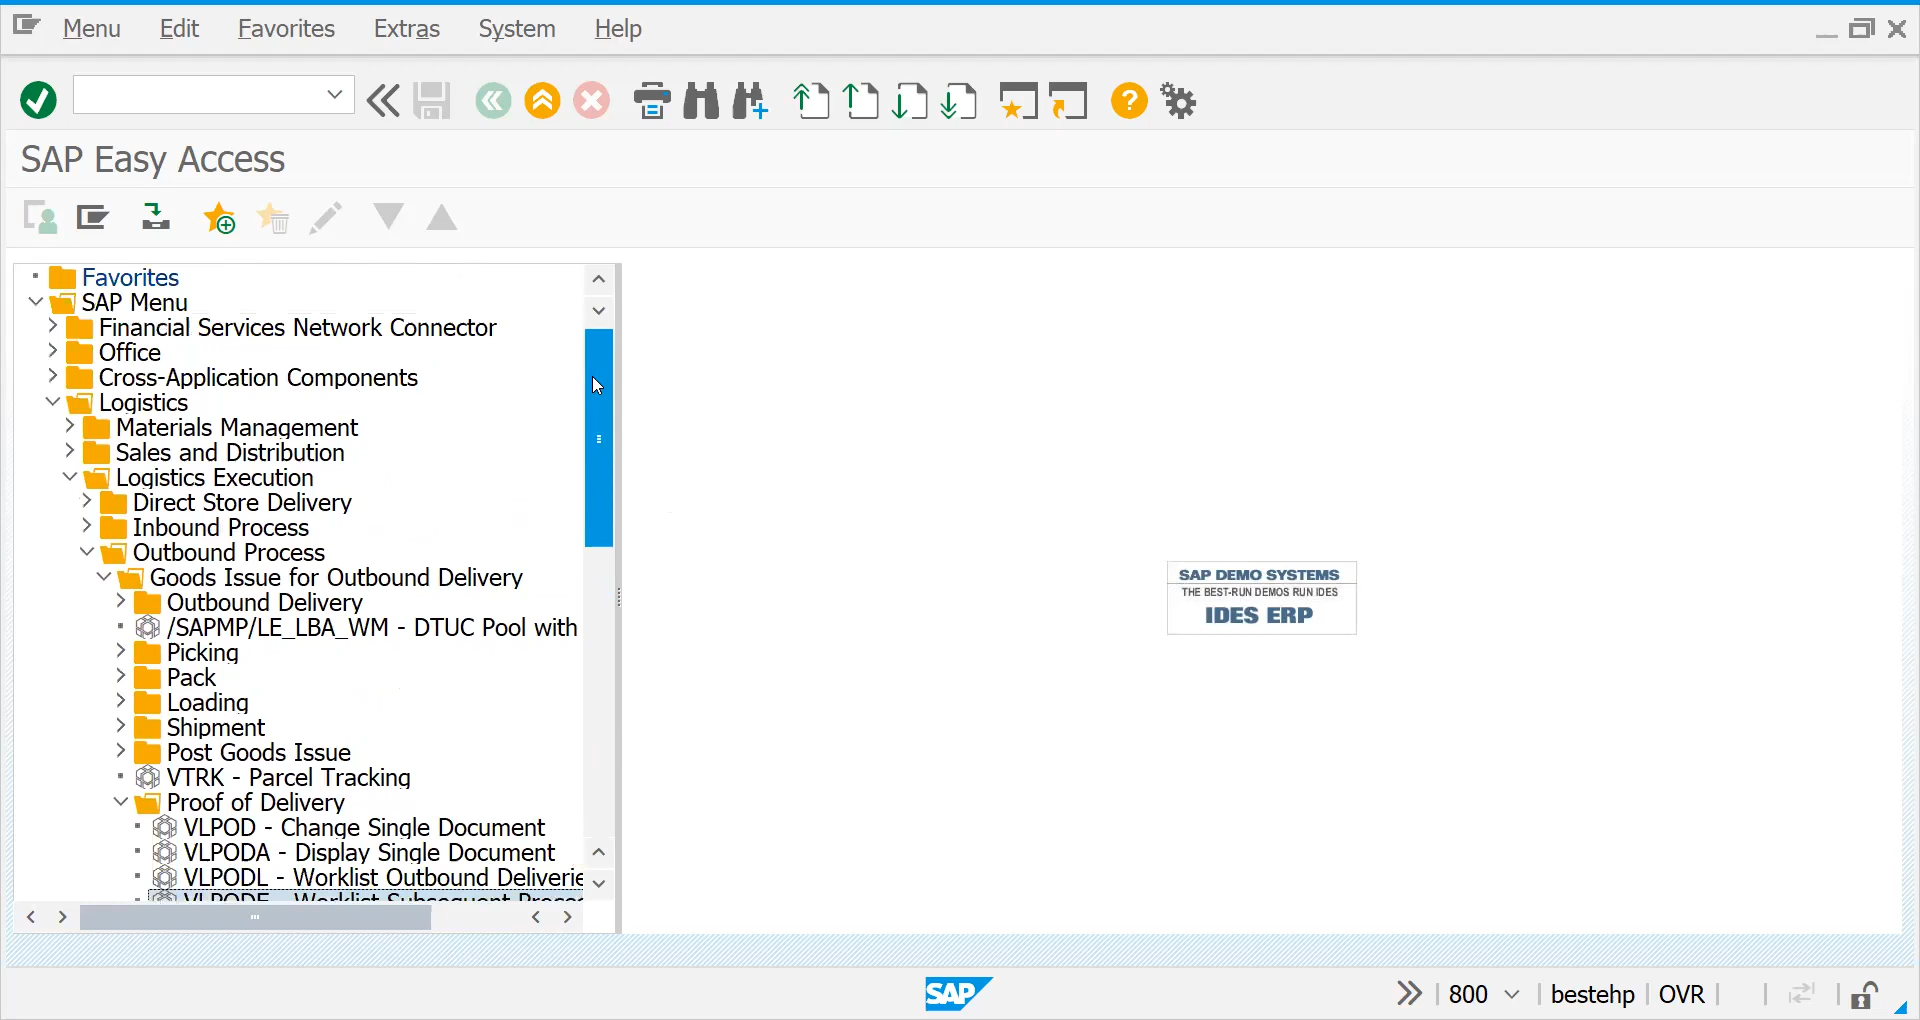 Menu Edit Favorites Extras System Help
SAP Easy Access
Favorites
SAP Menu
Financial Services Network Connector
Office
Cross-Application Components
Logistics
Materials Management
Sales and Distribution
Logistics Execution
Direct Store Delivery
Inbound Process
Outbound Process
Goods Issue for Outbound Delivery
Outbound Delivery
/SAPMP/LE_LBA_WM - DTUC Pool with
Picking
Pack
Loading
Shipment
Post Goods Issue
VTRK - Parcel Tracking
Proof of Delivery
VLPOD - Change Single Document
VLPODA - Display Single Document
VLPODL - Worklist Outbound Deliverie
Worklist Subsequent
SAP DEMO SYSTEMS
THE BEST-RUN DEMOS RUN IDES
IDES ERP
SAP
800 bestehp OVR